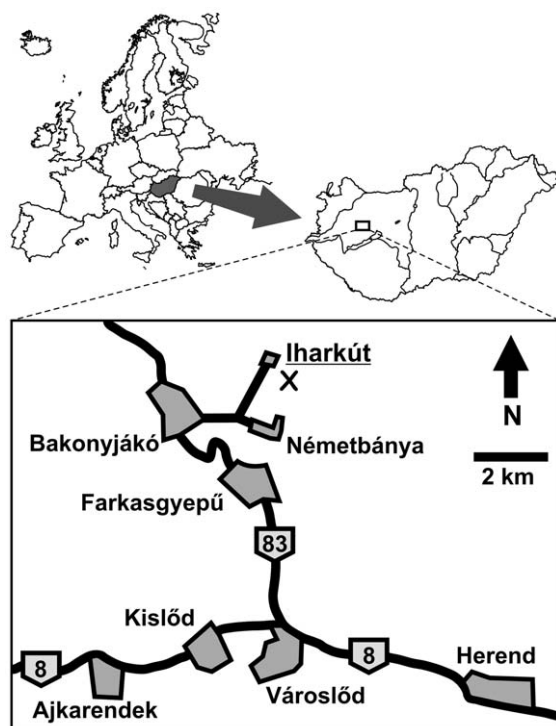 Iharkút
X
N
Bakonyjákó
Németbánya
2 km
Farkasgyepű
83
Kislőd
8
8
Herend
Ajkarendek
Városlőd